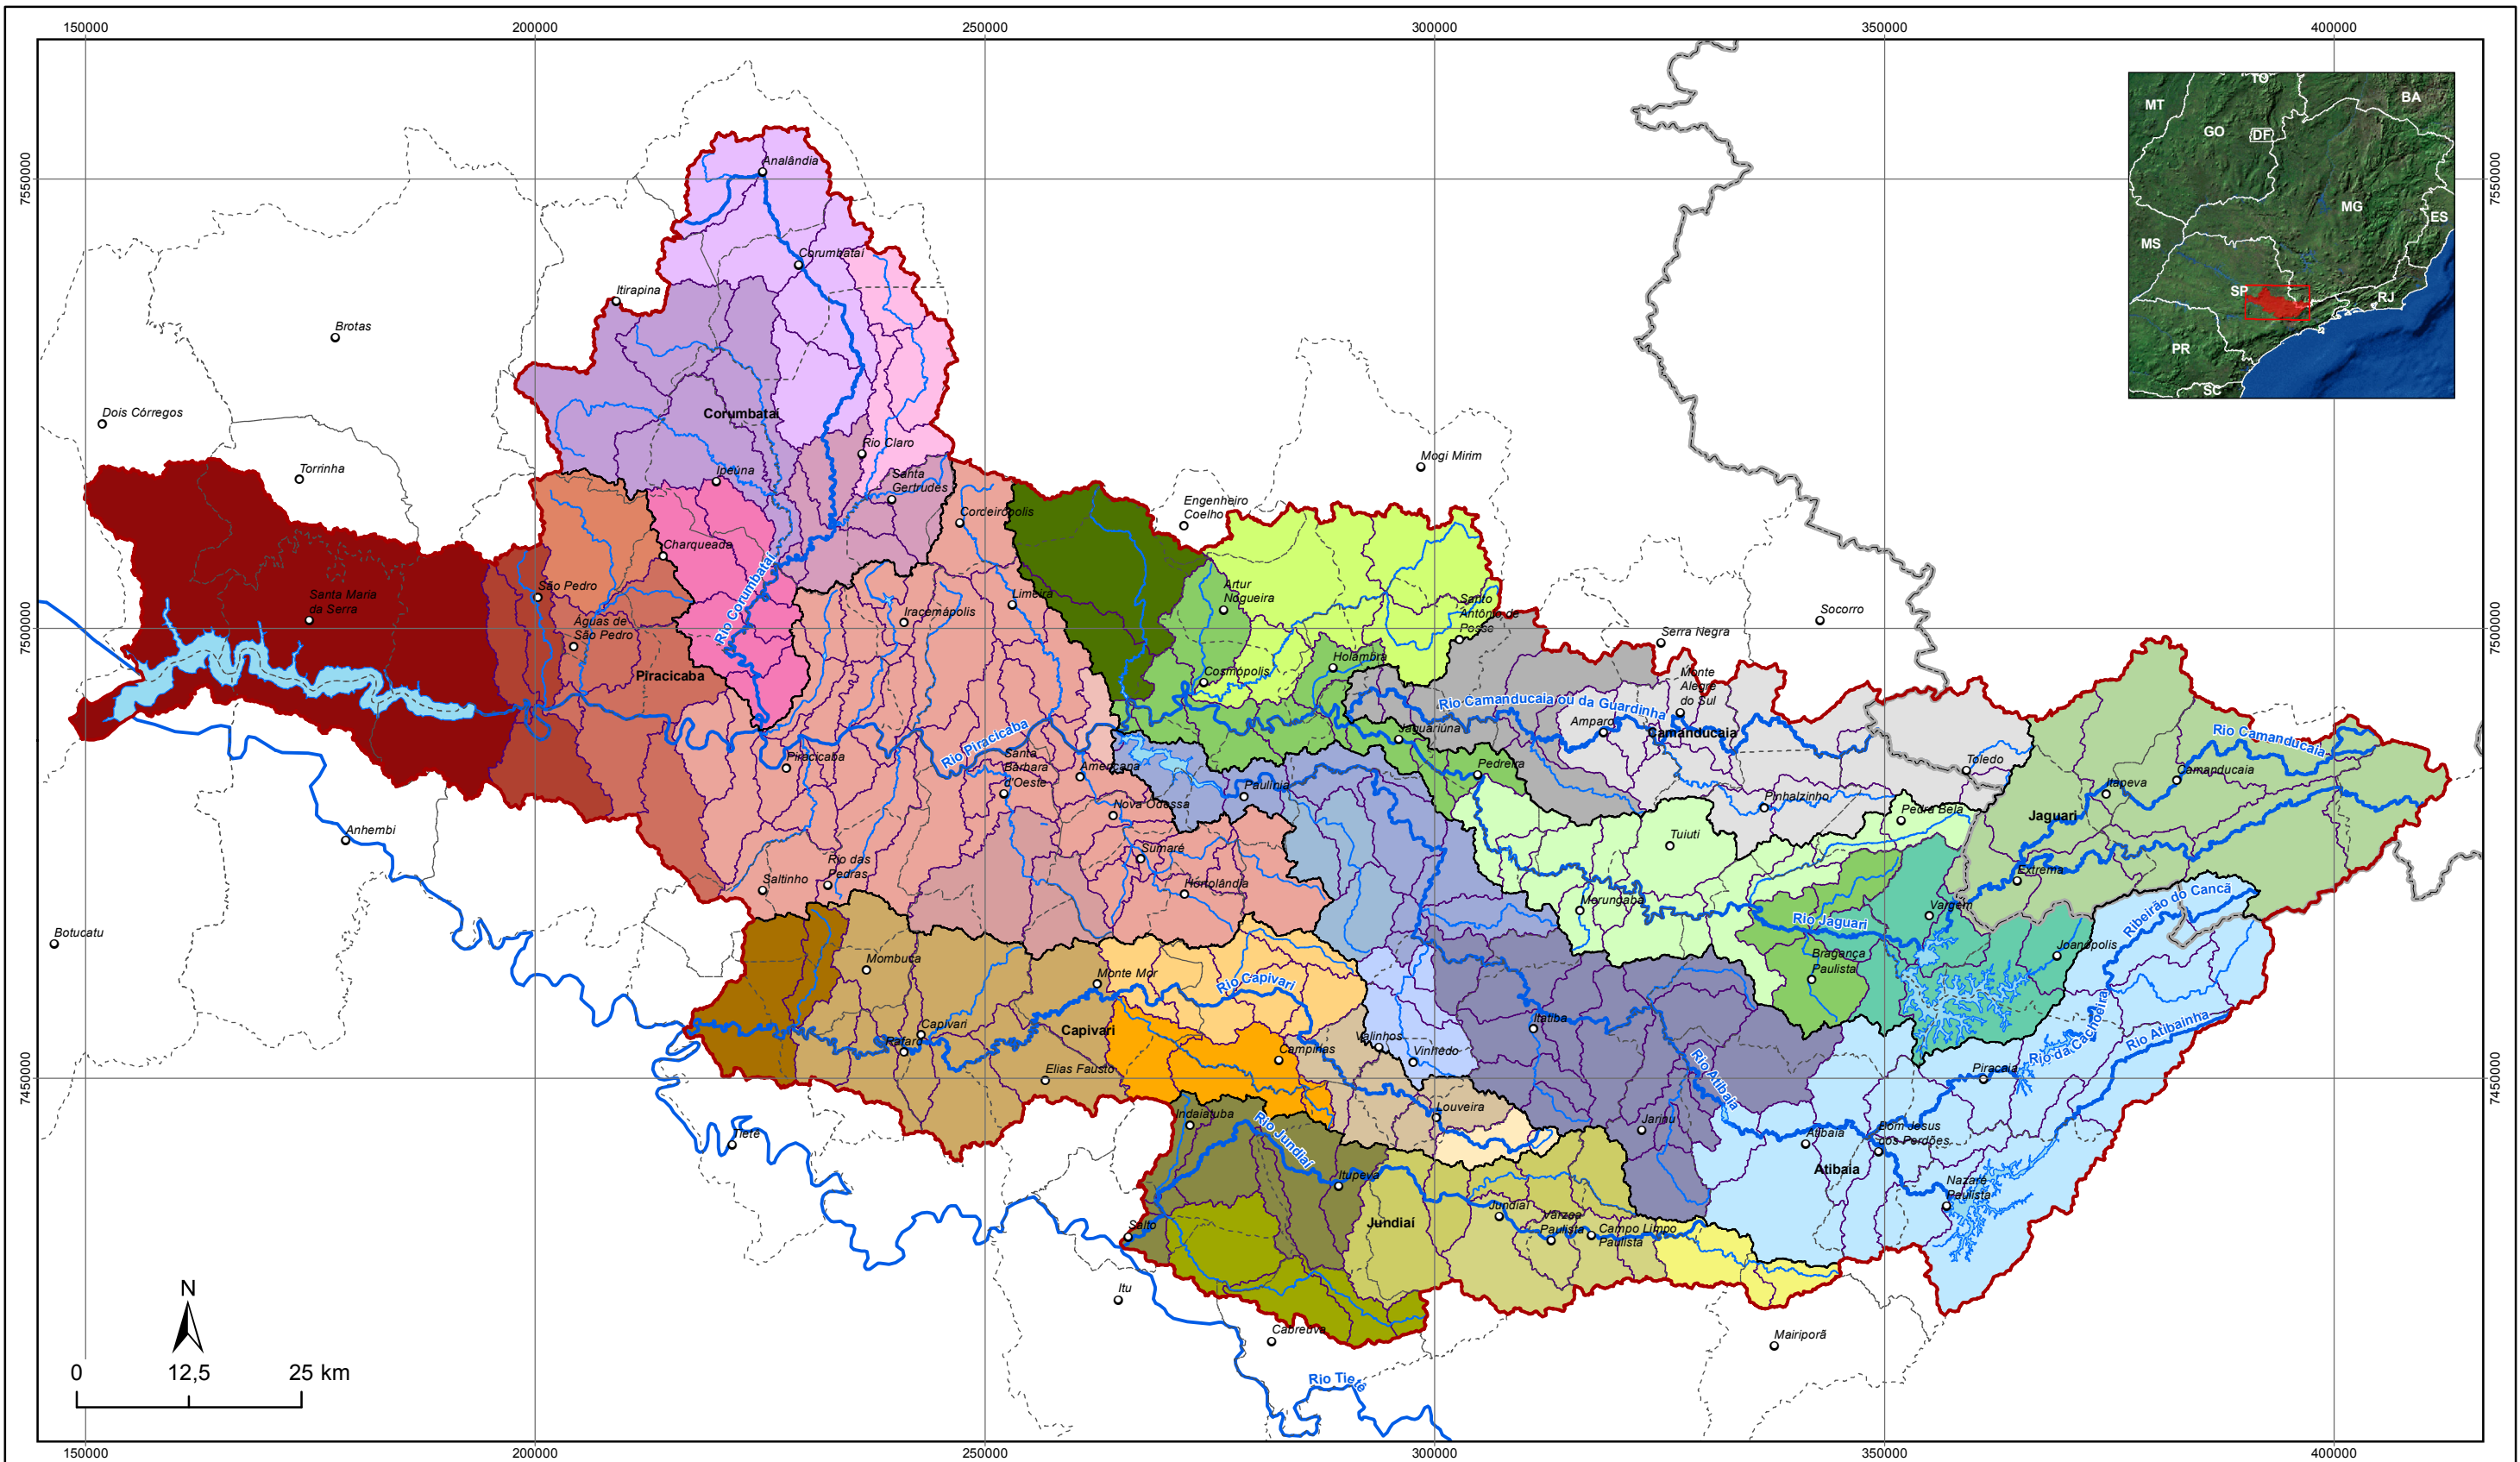 150000
200000
250000
300000
350000
400000
7550000
7550000
TO
MT
BA
GO
DF
MG
ES
MS
SP
RJ
PR
SC
Analândia
Corumbataí
Itirapina
Brotas
Dois Córregos
Corumbataí
Torrinha
Rio Claro
Ipeúna
Santa
Gertrudes
Mogi Mirim
Engenheiro
Coelho
Cordeirópolis
Charqueada
Rio Corumbataí
São Pedro
Santa Maria
da Serra
Águas de
São Pedro
Iracemápolis
Limeira
Artur
Nogueira
Santo
Antônio de
Posse
Socorro
Serra Negra
7500000
7500000
Piracicaba
Cosmópolis
Holambra
Monte
Alegre
do Sul
Rio Camanducaia ou da Guardinha
Amparo
Camanducaia
Jaguariúna
Pedreira
Rio Piracicaba
Piracicaba
Santa
Bárbara
d'Oeste
Americana
Nova Odessa
Paulínia
Toledo
Rio Camanducaia
Itapeva
Camanducaia
Pinhalzinho
Pedra Bela
Jaguari
Anhembi
Tuiuti
Sumaré
Hortolândia
Rio das
Pedras
Saltinho
Extrema
Morungaba
Vargem
Ribeirão do Cancã
Rio Jaguari
Botucatu
Mombuca
Monte Mor
Rio Capivari
Bragança
Paulista
Joanópolis
Capivari
Capivari
Rafard
Itatiba
Valinhos
Vinhedo
Campinas
Rio da Cachoeira
Rio Atibainha
Piracaia
Rio Atibaia
Elias Fausto
7450000
7450000
Indaiatuba
Louveira
Rio Jundiaí
Jarinu
Atibaia
Bom Jesus
dos Perdões
Atibaia
Tietê
Itupeva
Nazaré
Paulista
Salto
Jundiaí
Jundiaí
Várzea
Paulista
Campo Limpo
Paulista
Itu
Cabreúva
Mairiporã
Rio Tietê
N
0
12,5
25 km
150000
200000
250000
300000
350000
400000